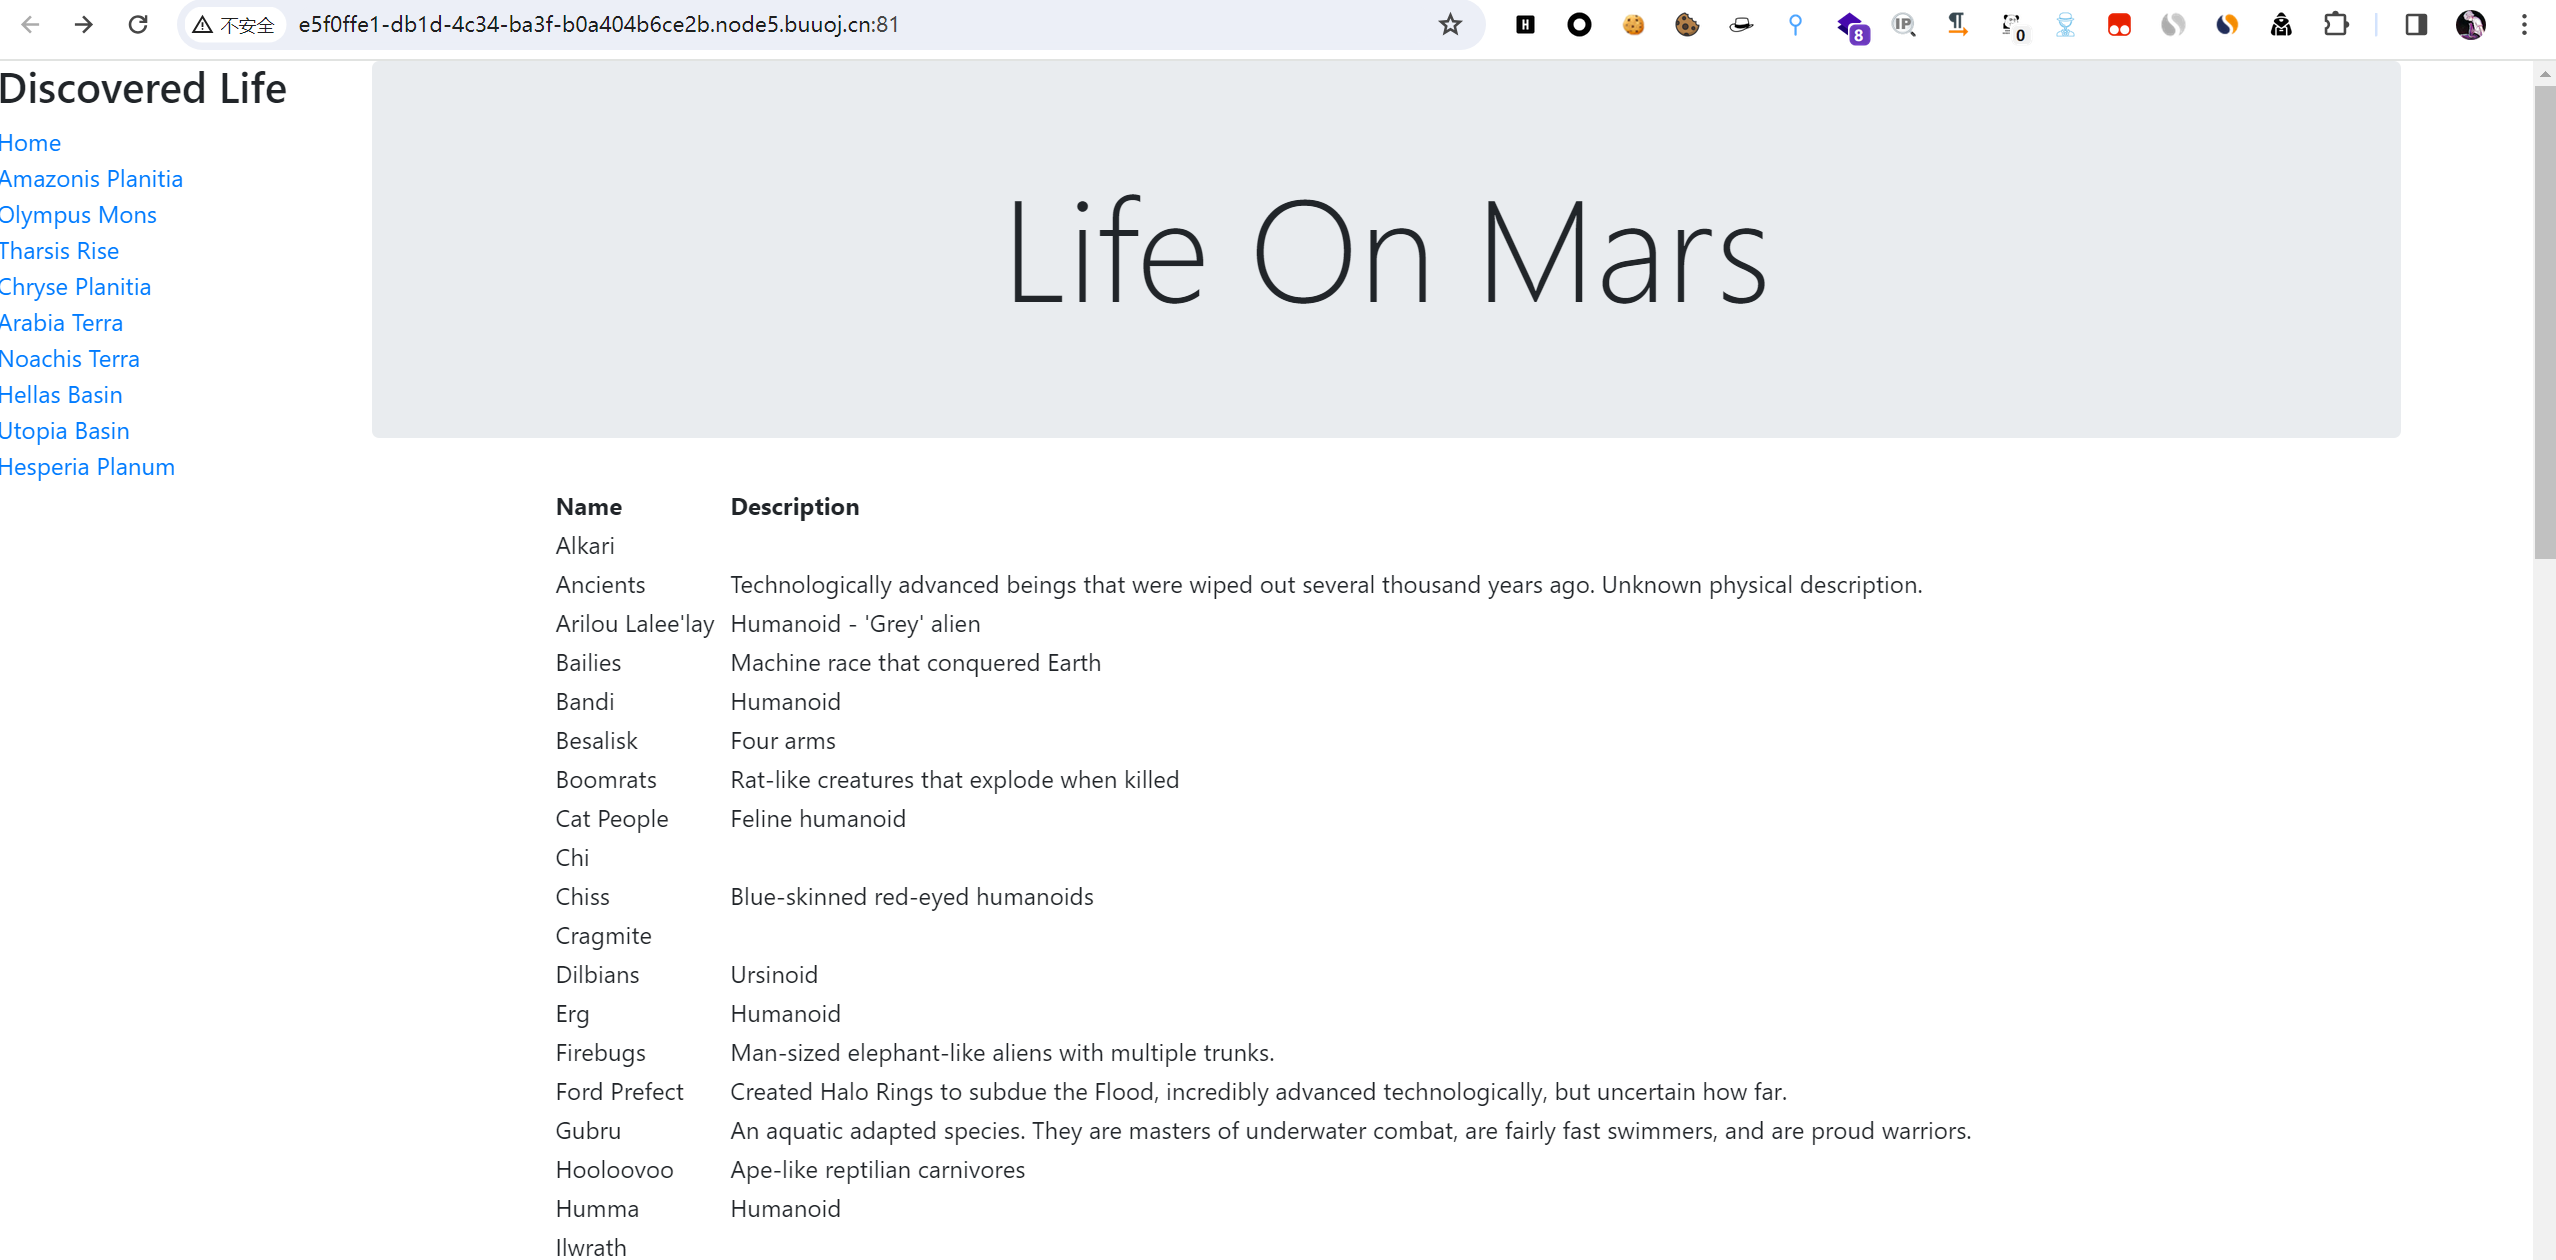 不安全 e5f0ffe1-db1d-4c34-ba3f-b0a404b6ce2b.node5.buuoj.cn:81
H
IP
8
0
Discovered Life
Home
Amazonis Planitia
Olympus Mons
Tharsis Rise
Chryse Planitia
Arabia Terra
Noachis Terra
Hellas Basin
Utopia Basin
Hesperia Planum
Life On Mars
Name Description
Alkari
Ancients Technologically advanced beings that were wiped out several thousand years ago. Unknown physical description.
Arilou Lalee'lay Humanoid - 'Grey' alien
Bailies Machine race that conquered Earth
Bandi Humanoid
Besalisk Four arms
Boomrats Rat-like creatures that explode when killed
Cat People Feline humanoid
Chi
Chiss Blue-skinned red-eyed humanoids
Cragmite
Dilbians Ursinoid
Erg Humanoid
Firebugs Man-sized elephant-like aliens with multiple trunks.
Ford Prefect Created Halo Rings to subdue the Flood, incredibly advanced technologically, but uncertain how far.
Gubru An aquatic adapted species. They are masters of underwater combat, are fairly fast swimmers, and are proud warriors.
Hooloovoo Ape-like reptilian carnivores
Humma Humanoid
Ilwrath